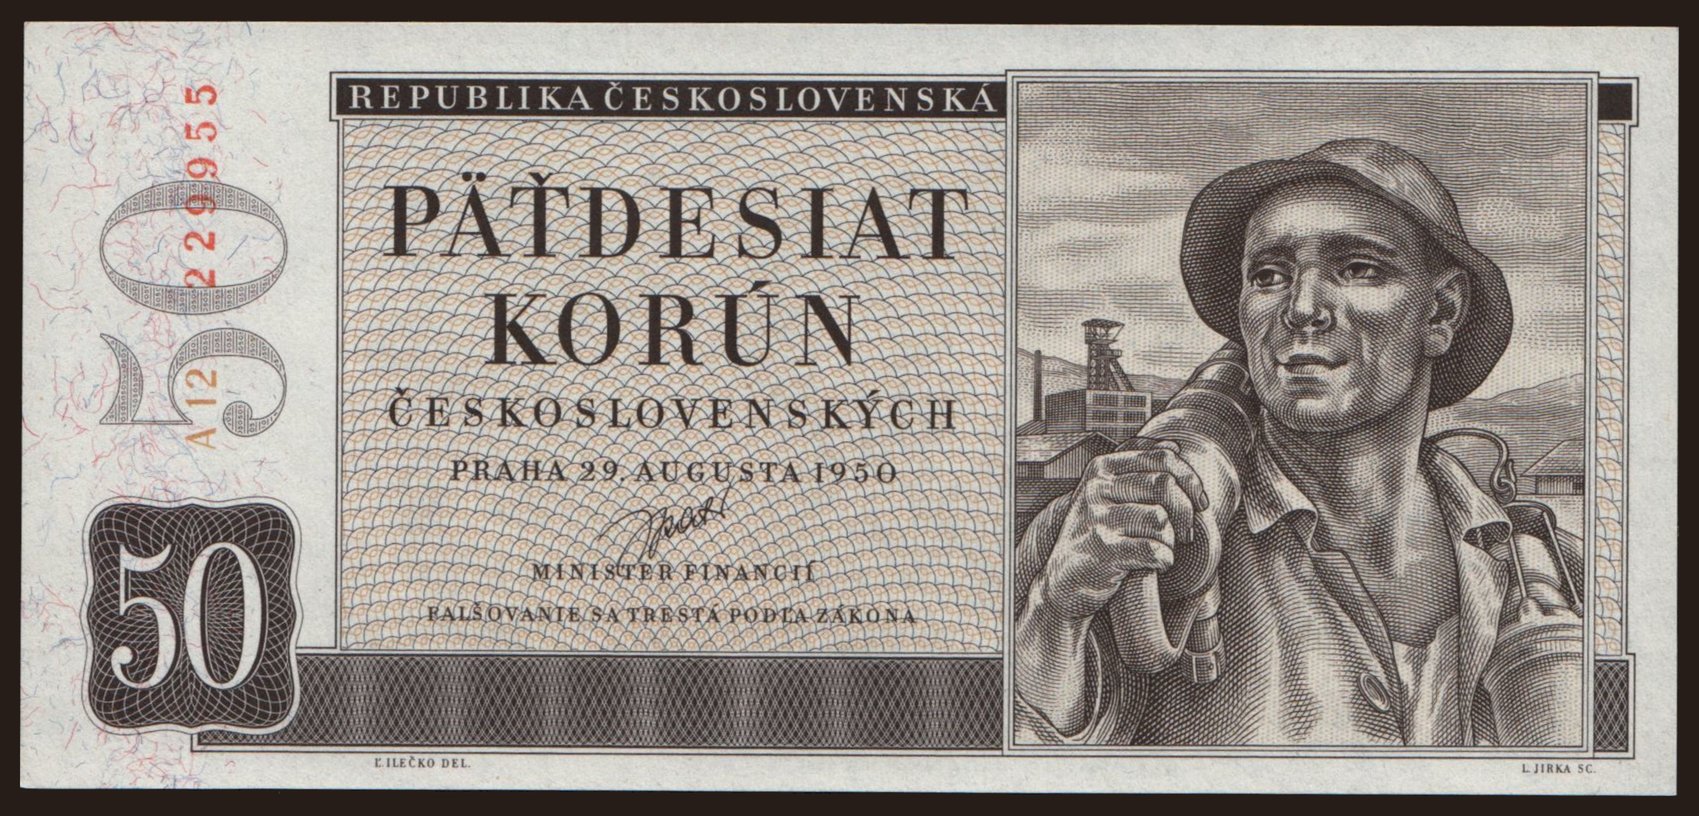 REPUBLIKA ČESKOSLOVENSKÁ
PÄŤDESIAT
KORÚN
ČESKOSLOVENSKÝCH
PRAHA 29. AUGUSTA 1950
MINISTER FINANCIÍ
FALŠOVANIE SA TRESTÁ PODĽA ZÁKONA
A 12 229955
50
50
Ľ. ILEČKO DEL.
L. JIRKA SC.